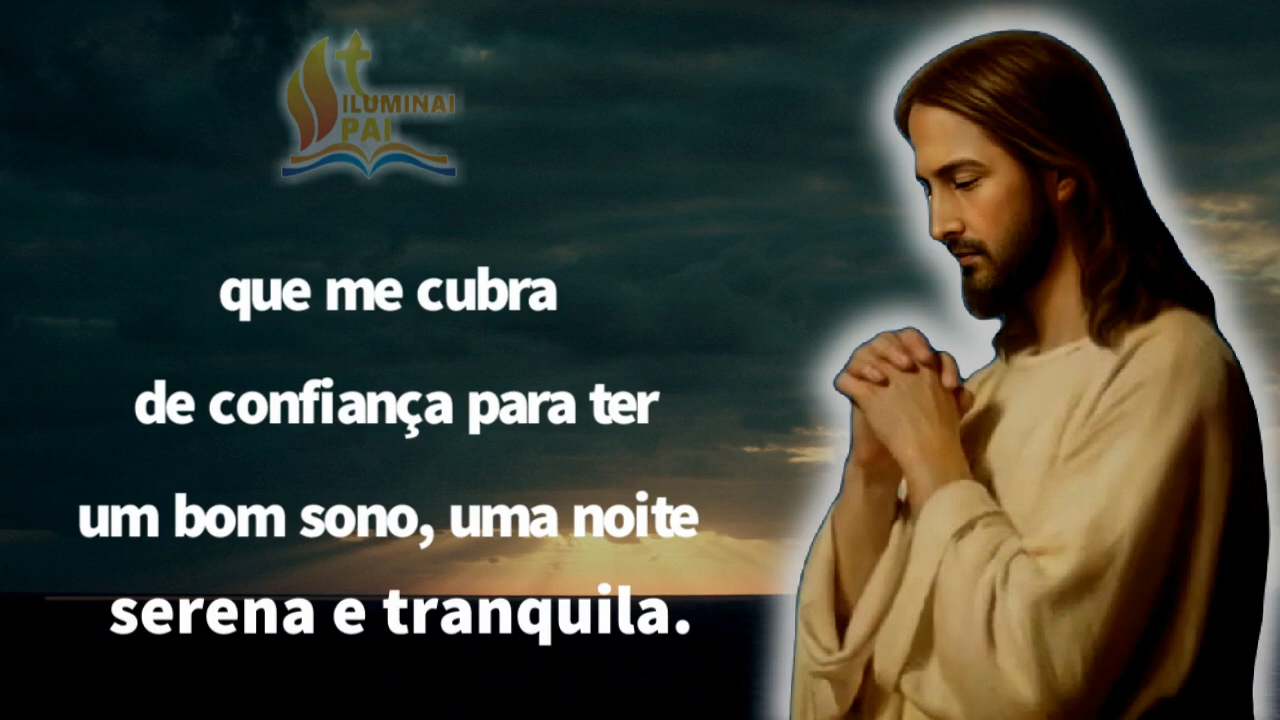 ILUMINAI
PAI
que me cubra
de confiança para ter
um bom sono, uma noite
serena e tranquila.